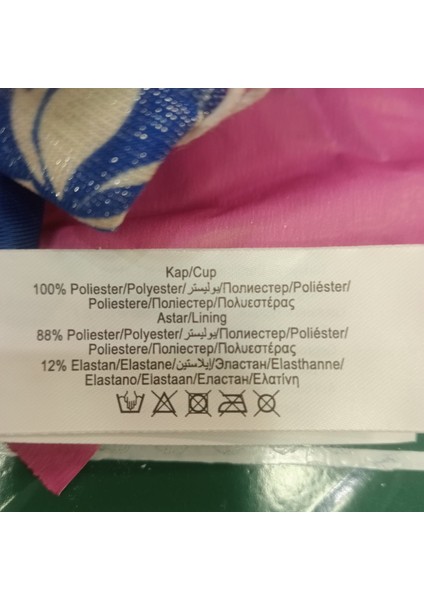 Kap/Cup
100% Poliester/Polyester/بوليستر/Полиестер/Poliéster/
Poliestere/Поліестер/Πολυεστέρας
Astar/Lining
88% Poliester/Polyester/بوليستر/Полиестер/Poliéster/
Poliestere/Поліестер/Πολυεστέρας
12% Elastan/Elastane/إيلاستين/Эластан/Elasthanne/
Elastano/Elastaan/Еластан/Ελατίνη